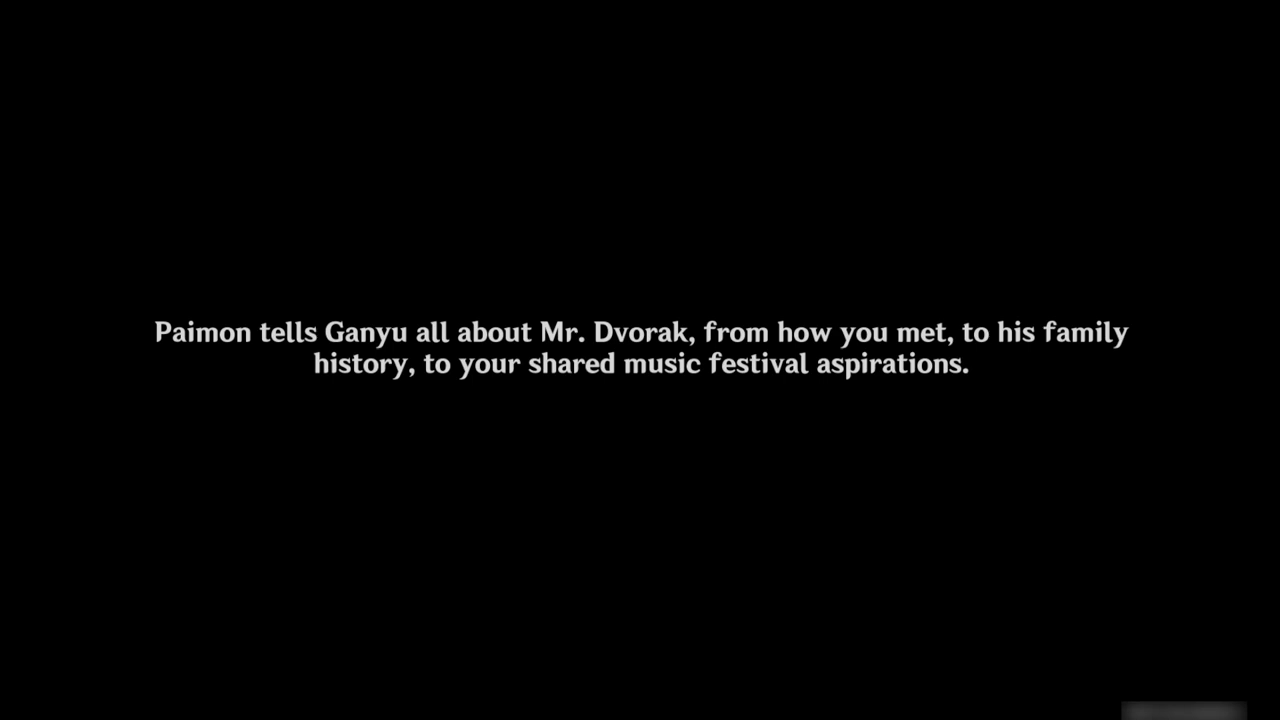 Paimon tells Ganyu all about Mr. Dvorak, from how you met, to his family
history, to your shared music festival aspirations.